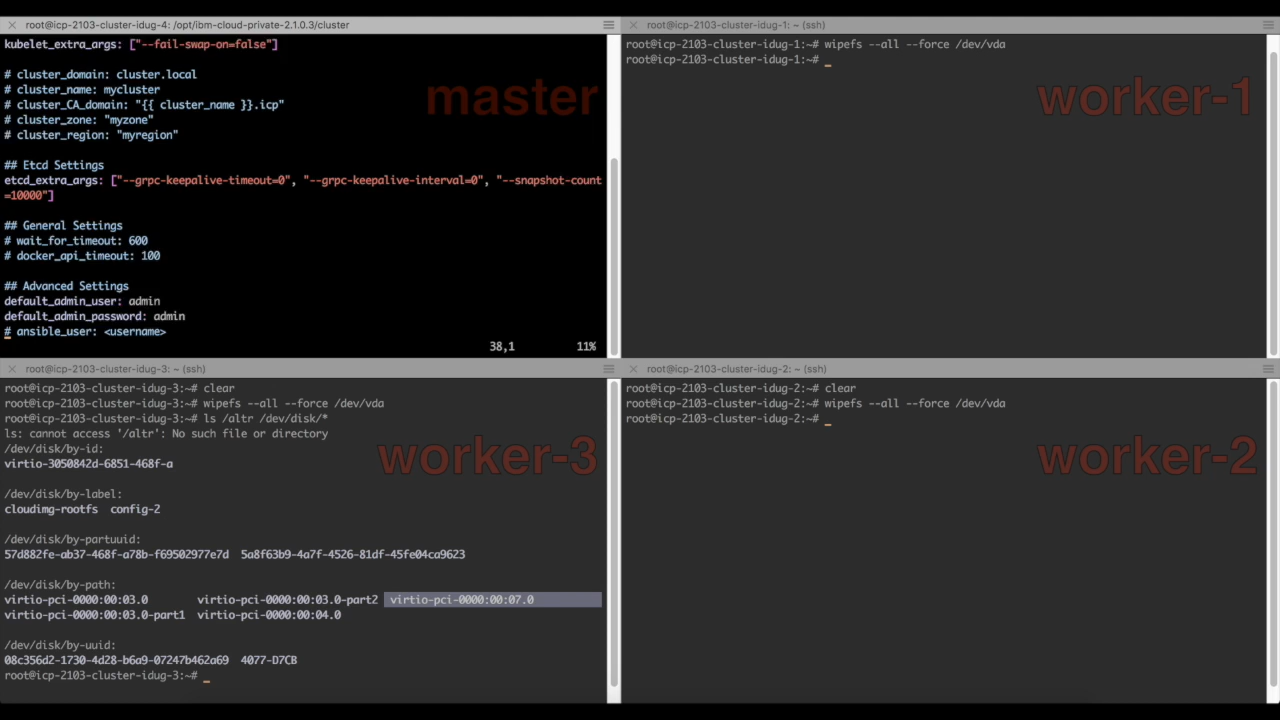 root@icp-2103-cluster-idug-4: /opt/ibm-cloud-private-2.1.0.3/cluster
kubelet_extra_args: ["--fail-swap-on=false"]
# cluster_domain: cluster.local
# cluster_name: mycluster
# cluster_CA_domain: "{{ cluster_name }}.icp"
# cluster_zone: "myzone"
# cluster_region: "myregion"
## Etcd Settings
etcd_extra_args: ["--grpc-keepalive-timeout=0", "--grpc-keepalive-interval=0", "--snapshot-count
=10000"]
## General Settings
# wait_for_timeout: 600
# docker_api_timeout: 100
## Advanced Settings
default_admin_user: admin
default_admin_password: admin
# ansible_user: <username>
38,1 11%
master
root@icp-2103-cluster-idug-1: ~ (ssh)
root@icp-2103-cluster-idug-1:~# wipefs --all --force /dev/vda
root@icp-2103-cluster-idug-1:~# _
worker-1
root@icp-2103-cluster-idug-3: ~ (ssh)
root@icp-2103-cluster-idug-3:~# clear
root@icp-2103-cluster-idug-3:~# wipefs --all --force /dev/vda
root@icp-2103-cluster-idug-3:~# ls /altr /dev/disk/*
ls: cannot access '/altr': No such file or directory
/dev/disk/by-id:
virtio-3050842d-6851-468f-a
/dev/disk/by-label:
cloudimg-rootfs config-2
/dev/disk/by-partuuid:
57d882fe-ab37-468f-a78b-f69502977e7d 5a8f63b9-4a7f-4526-81df-45fe04ca9623
/dev/disk/by-path:
virtio-pci-0000:00:03.0 virtio-pci-0000:00:03.0-part2 virtio-pci-0000:00:07.0
virtio-pci-0000:00:03.0-part1 virtio-pci-0000:00:04.0
/dev/disk/by-uuid:
08c356d2-1730-4d28-b6a9-07247b462a69 4077-D7CB
root@icp-2103-cluster-idug-3:~# _
worker-3
root@icp-2103-cluster-idug-2: ~ (ssh)
root@icp-2103-cluster-idug-2:~# clear
root@icp-2103-cluster-idug-2:~# wipefs --all --force /dev/vda
root@icp-2103-cluster-idug-2:~# _
worker-2